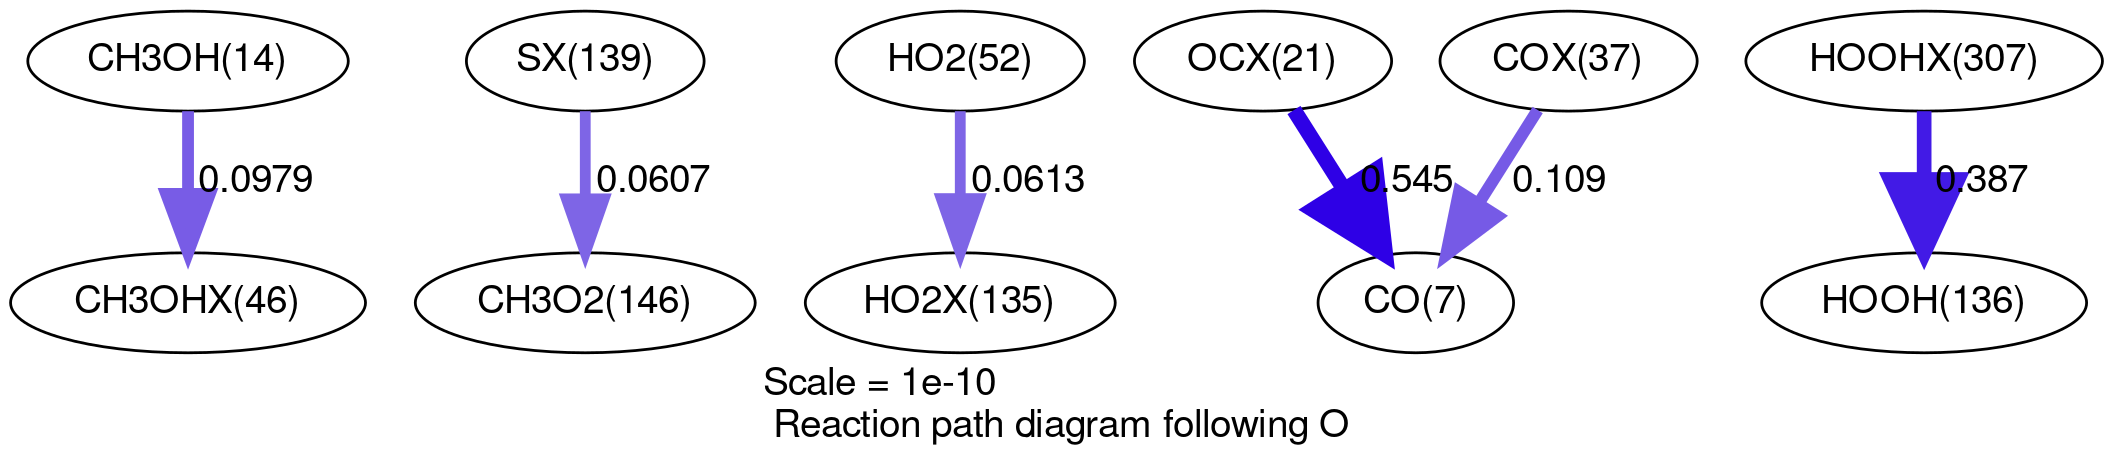 CH3OH(14)
SX(139)
HO2(52)
OCX(21)
COX(37)
HOOHX(307)
0.0979
0.0607
0.0613
0.545
0.109
0.387
CH3OHX(46)
CH3O2(146)
HO2X(135)
CO(7)
HOOH(136)
Scale = 1e-10
Reaction path diagram following O